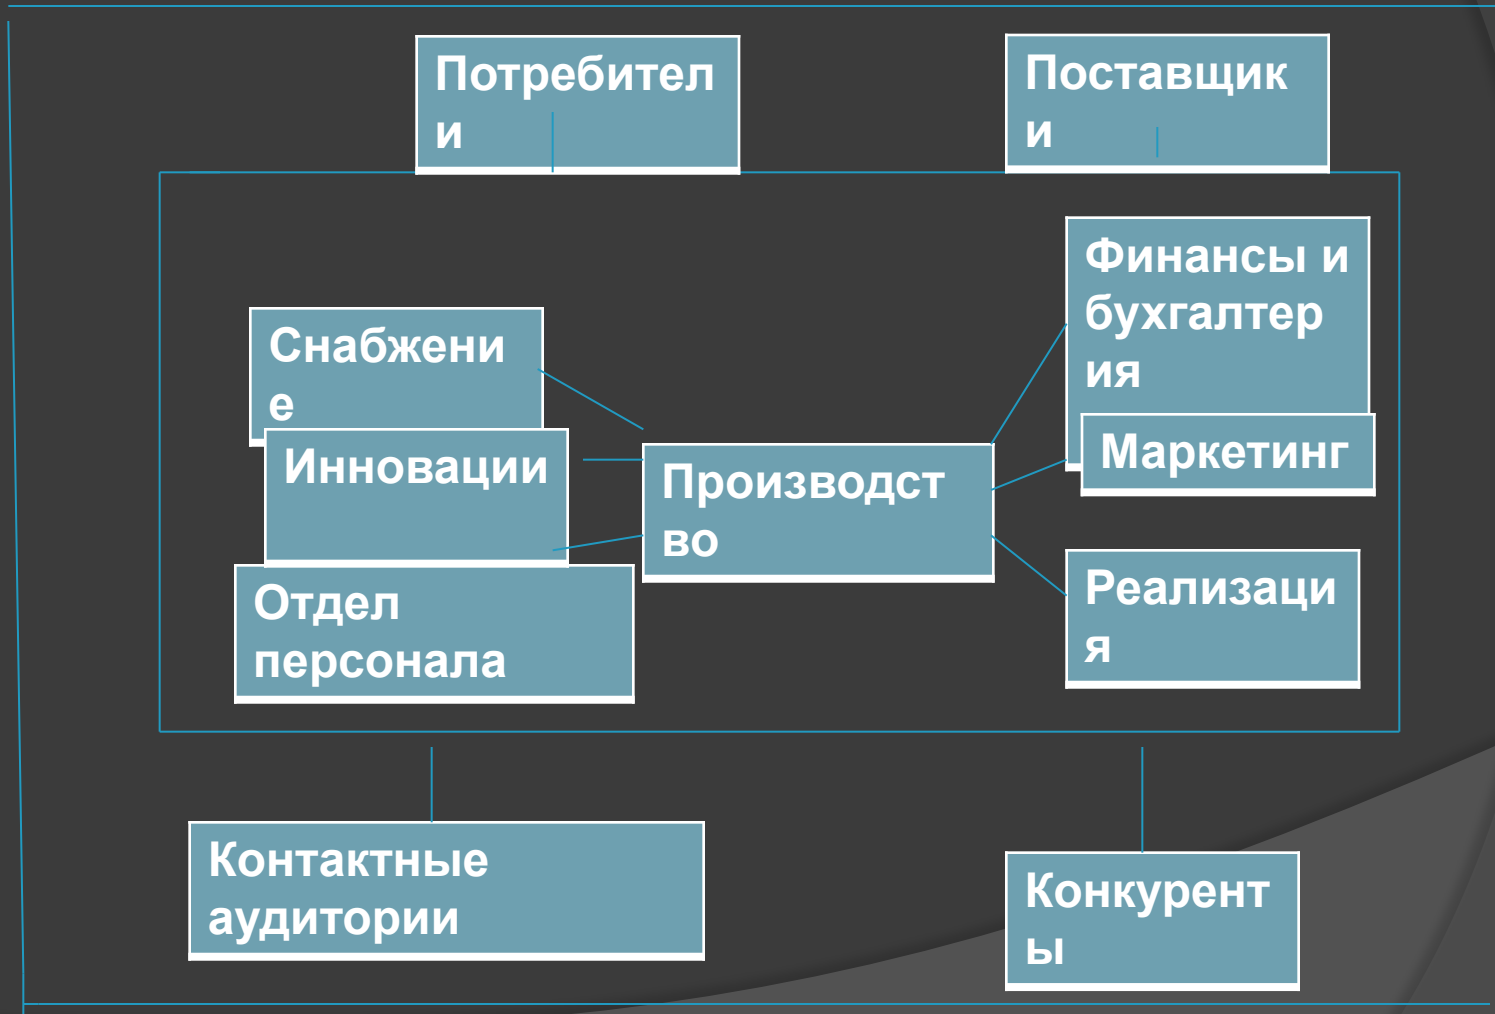 Потребител
и
Поставщик
и
Финансы и
бухгалтер
ия
Снабжени
е
Инновации
Маркетинг
Производст
во
Отдел
персонала
Реализаци
я
Контактные
аудитории
Конкурент
ы